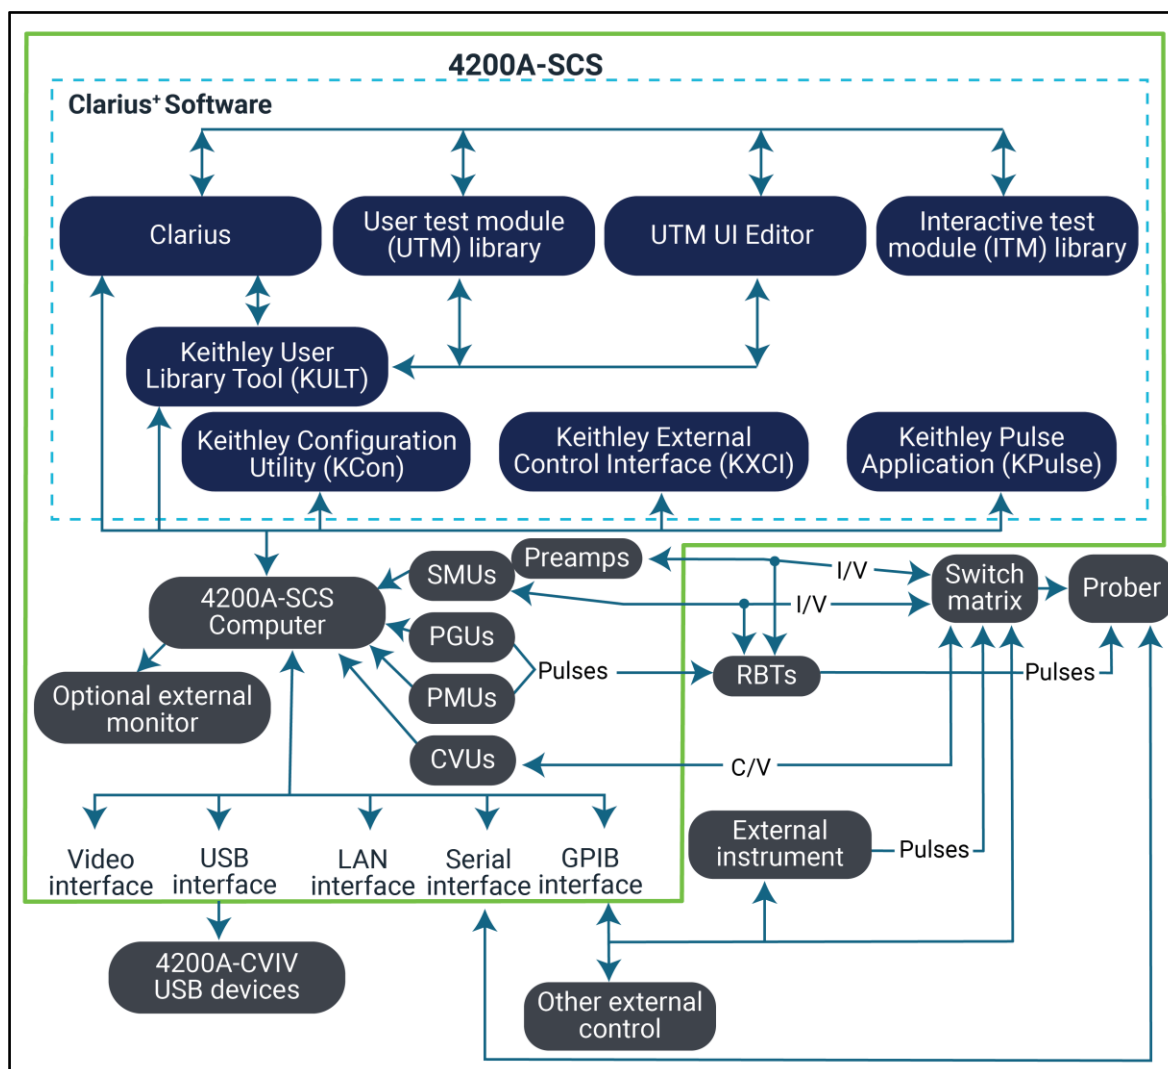 4200A-SCS
Clarius+ Software
Clarius
User test module
(UTM) library
UTM UI Editor
Interactive test
module (ITM) library
Keithley User
Library Tool (KULT)
Keithley Configuration
Utility (KCon)
Keithley External
Control Interface (KXCI)
Keithley Pulse
Application (KPulse)
4200A-SCS
Computer
SMUs
Preamps
I/V
I/V
Switch
matrix
Prober
PGUs
PMUs
Pulses
RBTs
Pulses
Optional external
monitor
CVUs
C/V
External
instrument
Pulses
Video
interface
USB
interface
LAN
interface
Serial
interface
GPIB
interface
4200A-CVIV
USB devices
Other external
control